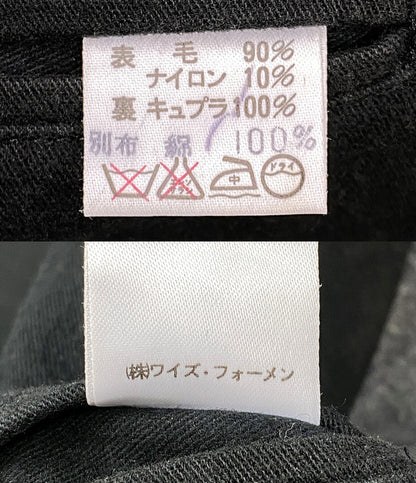 表 毛 90%
ナイロン 10%
裏 キュプラ 100%
別布 綿 100%
中 ドライ
㈱ワイズ・フォーメン